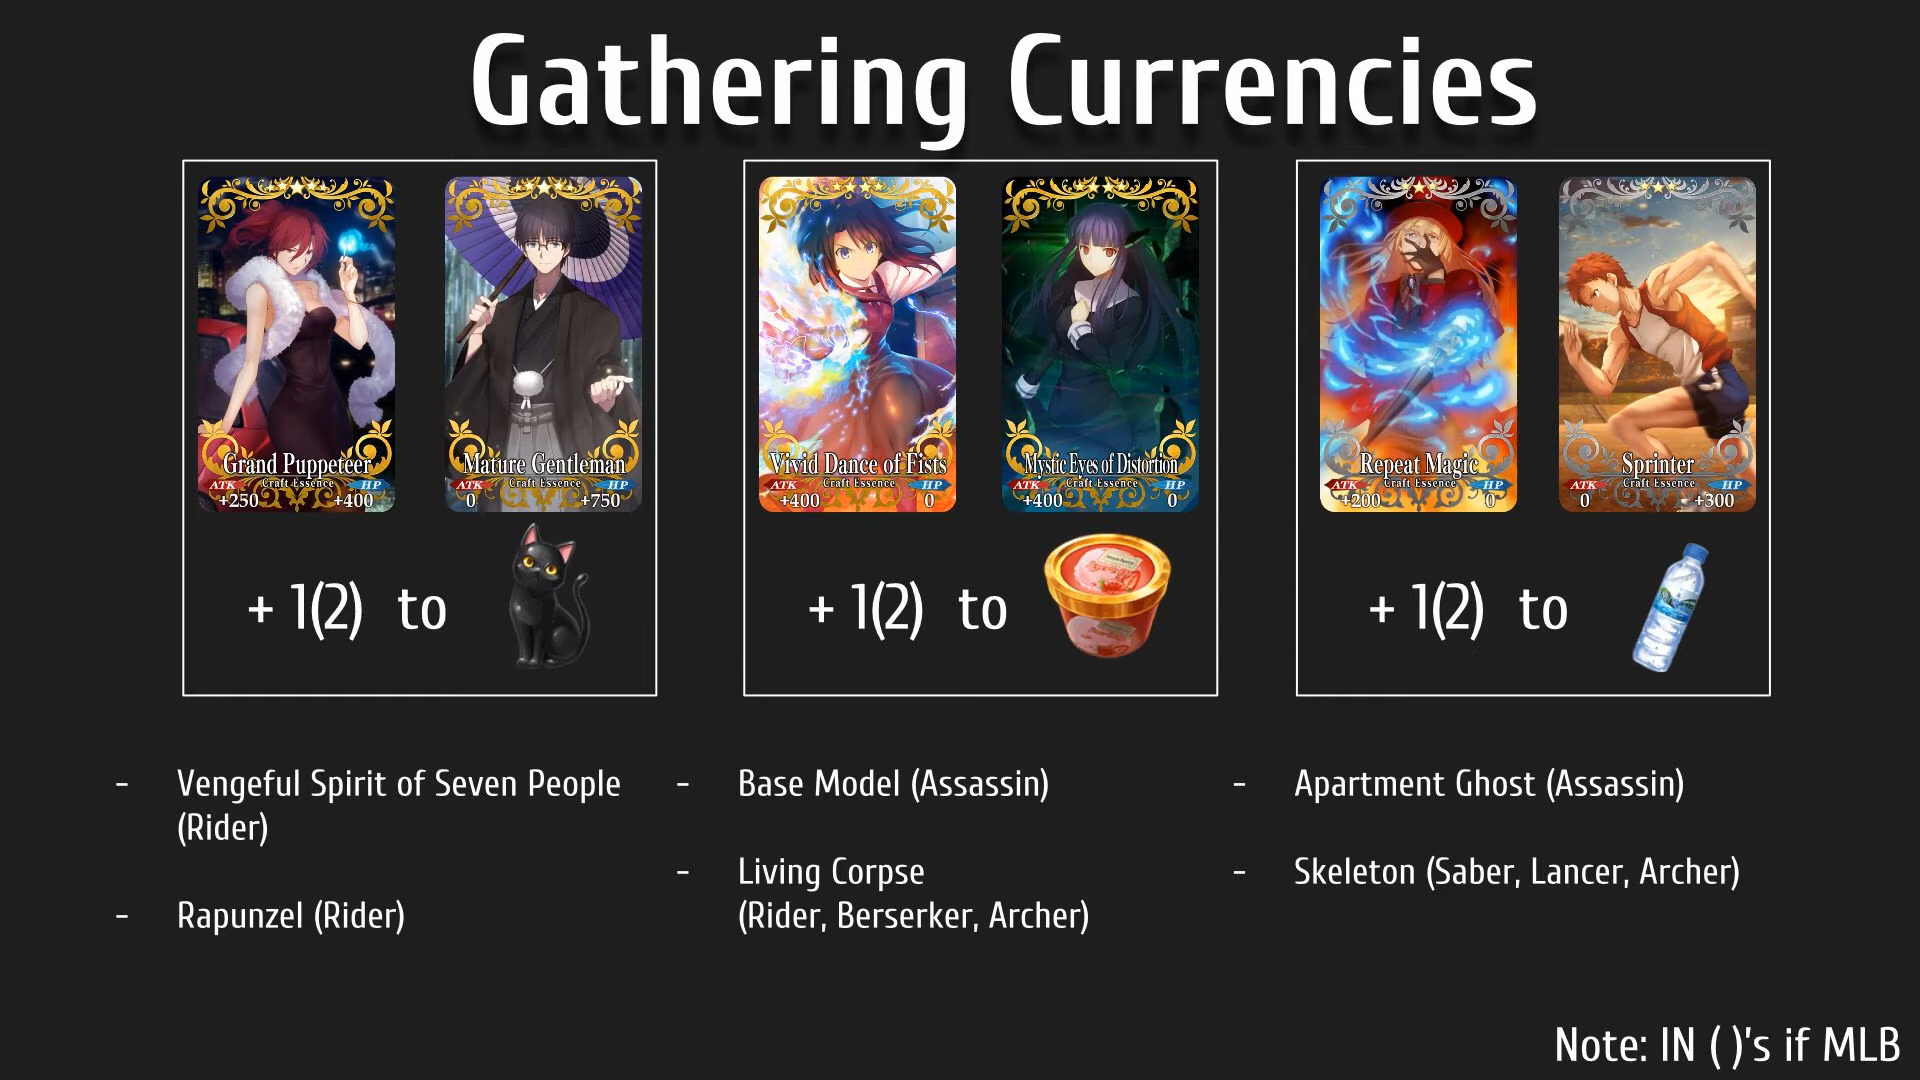 Gathering Currencies
Grand Puppeteer
Craft Essence
ATK HP
+250 +400
Mature Gentleman
Craft Essence
ATK HP
0 +750
+ 1(2) to
Vivid Dance of Fists
Craft Essence
ATK HP
+400 0
Mystic Eyes of Distortion
Craft Essence
ATK HP
+400 0
+ 1(2) to
Repeat Magic
Craft Essence
ATK HP
+200 0
Sprinter
Craft Essence
ATK HP
0 +300
+ 1(2) to
- Vengeful Spirit of Seven People
(Rider)
- Rapunzel (Rider)
- Base Model (Assassin)
- Living Corpse
(Rider, Berserker, Archer)
- Apartment Ghost (Assassin)
- Skeleton (Saber, Lancer, Archer)
Note: IN ( )'s if MLB